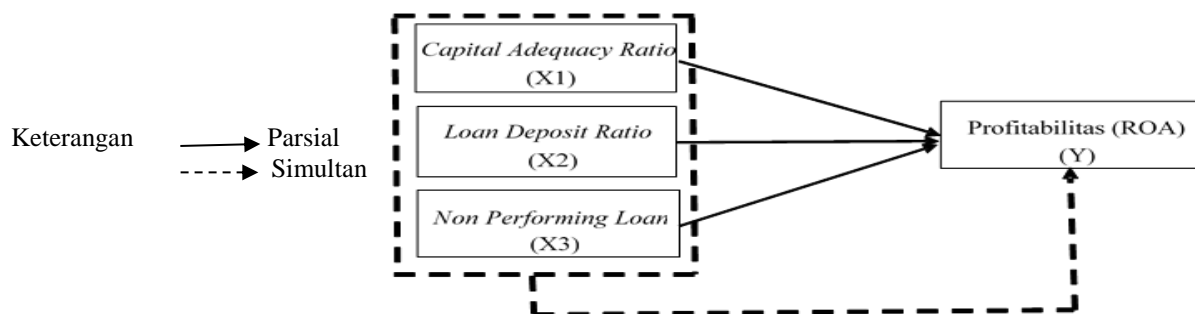 Keterangan
Parsial
Simultan
Capital Adequacy Ratio
(X1)
Loan Deposit Ratio
(X2)
Non Performing Loan
(X3)
Profitabilitas (ROA)
(Y)